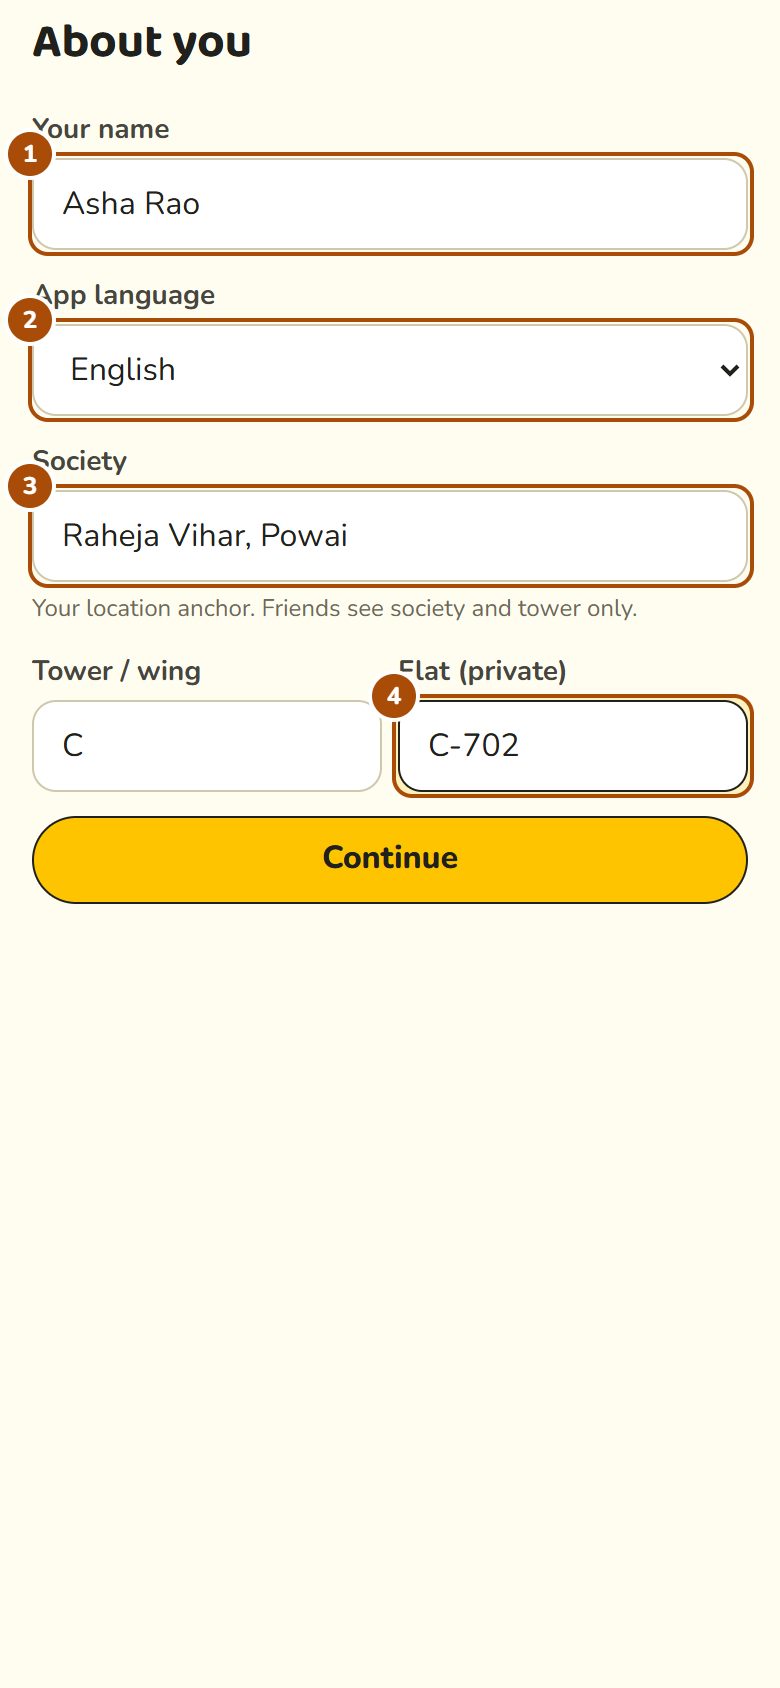 About you
Your name
1
Asha Rao
App language
2
English
Society
3
Raheja Vihar, Powai
Your location anchor. Friends see society and tower only.
Tower / wing
Flat (private)
4
C
C-702
Continue